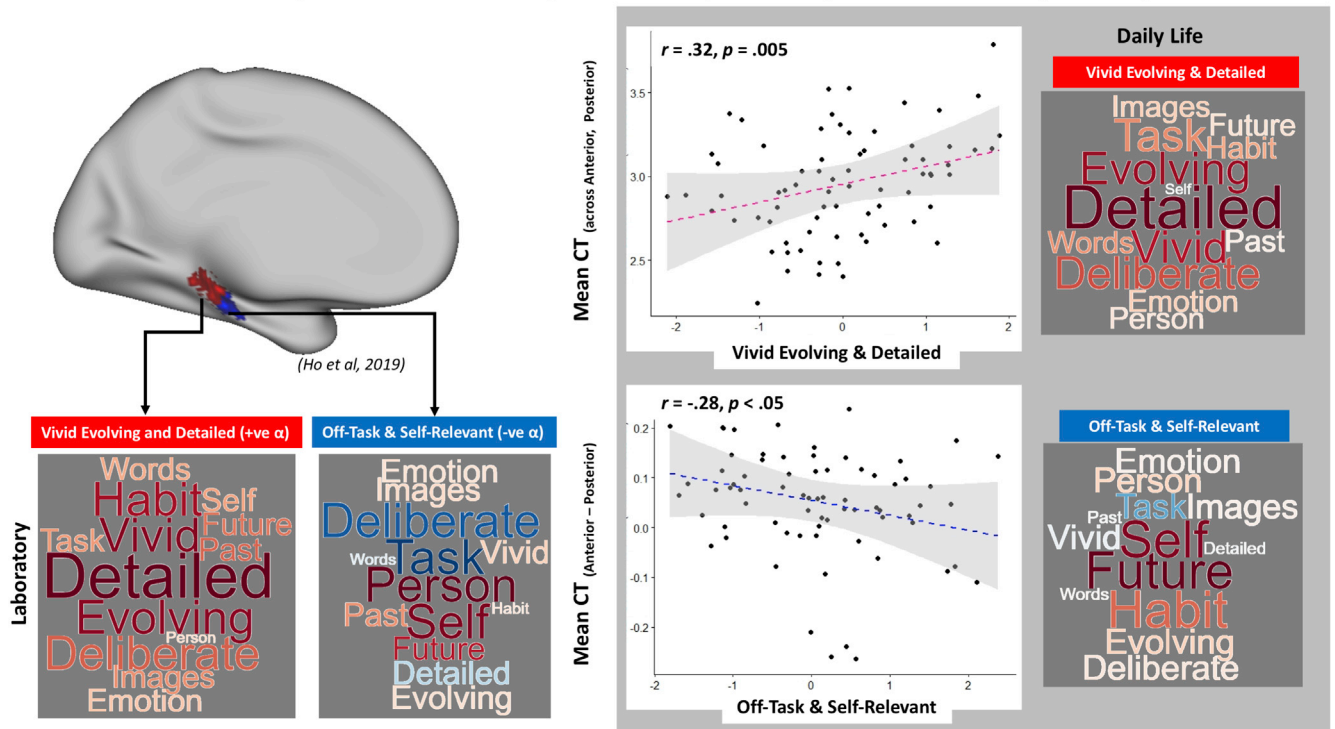 (Ho et al, 2019)
Vivid Evolving and Detailed (+ve α)
Off-Task & Self-Relevant (-ve α)
Laboratory
Words
Habit
Self
Future
Vivid
Task
Past
Detailed
Evolving
Person
Deliberate
Images
Emotion
Emotion
Images
Deliberate
Task
Words
Vivid
Person
Past
Self
Habit
Future
Detailed
Evolving
r = .32, p = .005
Mean CT (across Anterior, Posterior)
3.5
3.0
2.5
-2 -1 0 1 2
Vivid Evolving & Detailed
Daily Life
Vivid Evolving & Detailed
Images
Task
Future
Habit
Evolving
Self
Detailed
Words
Vivid
Past
Deliberate
Emotion
Person
r = -.28, p < .05
Mean CT (Anterior – Posterior)
0.2
0.1
0.0
-0.1
-0.2
-2 -1 0 1 2
Off-Task & Self-Relevant
Off-Task & Self-Relevant
Emotion
Person
Task
Images
Past
Vivid
Self
Detailed
Future
Words
Habit
Evolving
Deliberate